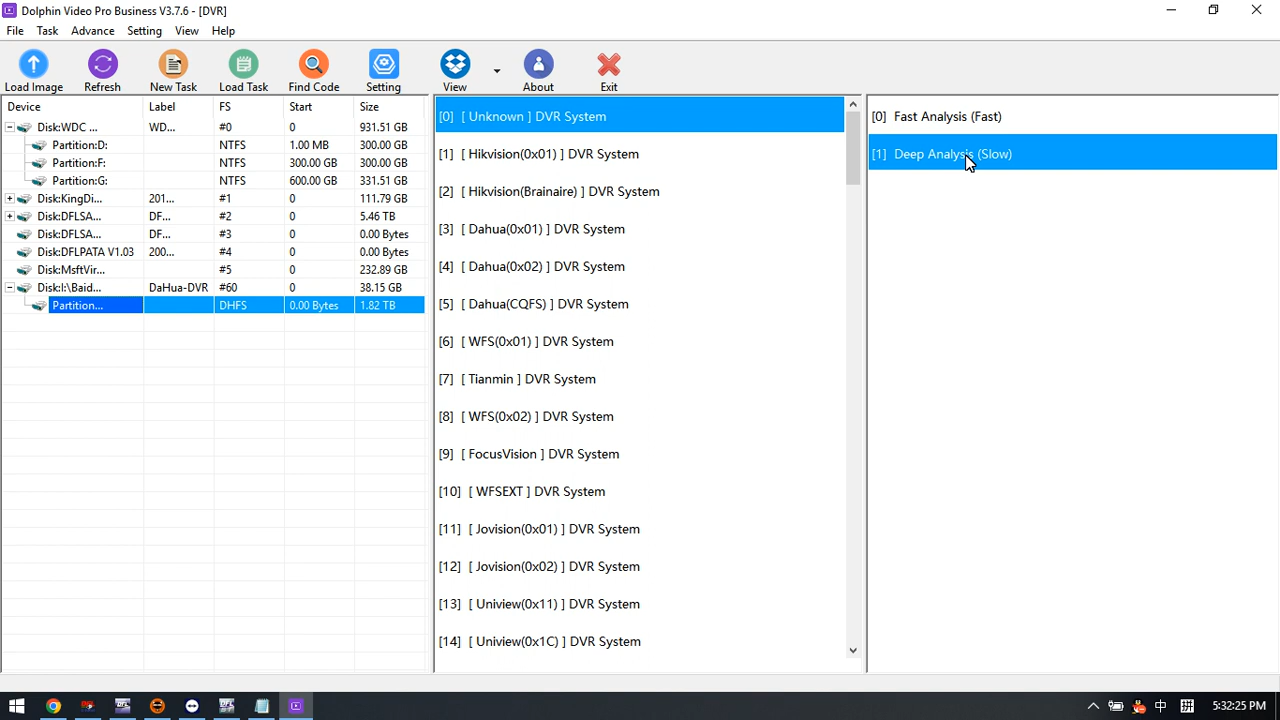 Dolphin Video Pro Business V3.7.6 - [DVR]
File Task Advance Setting View Help
Load Image Refresh New Task Load Task Find Code Setting View About Exit
Device Label FS Start Size
Disk:WDC ... WD... #0 0 931.51 GB
Partition:D: NTFS 1.00 MB 300.00 GB
Partition:F: NTFS 300.00 GB 300.00 GB
Partition:G: NTFS 600.00 GB 331.51 GB
Disk:KingDi... 201... #1 0 111.79 GB
Disk:DFLSA... DF... #2 0 5.46 TB
Disk:DFLSA... DF... #3 0 0.00 Bytes
Disk:DFLPATA V1.03 200... #4 0 0.00 Bytes
Disk:MsftVir... #5 0 232.89 GB
Disk:I:\Baid... DaHua-DVR #60 0 38.15 GB
Partition... DHFS 0.00 Bytes 1.82 TB
[0] [ Unknown ] DVR System
[1] [ Hikvision(0x01) ] DVR System
[2] [ Hikvision(Brainaire) ] DVR System
[3] [ Dahua(0x01) ] DVR System
[4] [ Dahua(0x02) ] DVR System
[5] [ Dahua(CQFS) ] DVR System
[6] [ WFS(0x01) ] DVR System
[7] [ Tianmin ] DVR System
[8] [ WFS(0x02) ] DVR System
[9] [ FocusVision ] DVR System
[10] [ WFSEXT ] DVR System
[11] [ Jovision(0x01) ] DVR System
[12] [ Jovision(0x02) ] DVR System
[13] [ Uniview(0x11) ] DVR System
[14] [ Uniview(0x1C) ] DVR System
[0] Fast Analysis (Fast)
[1] Deep Analysis (Slow)
中 拼 5:32:25 PM